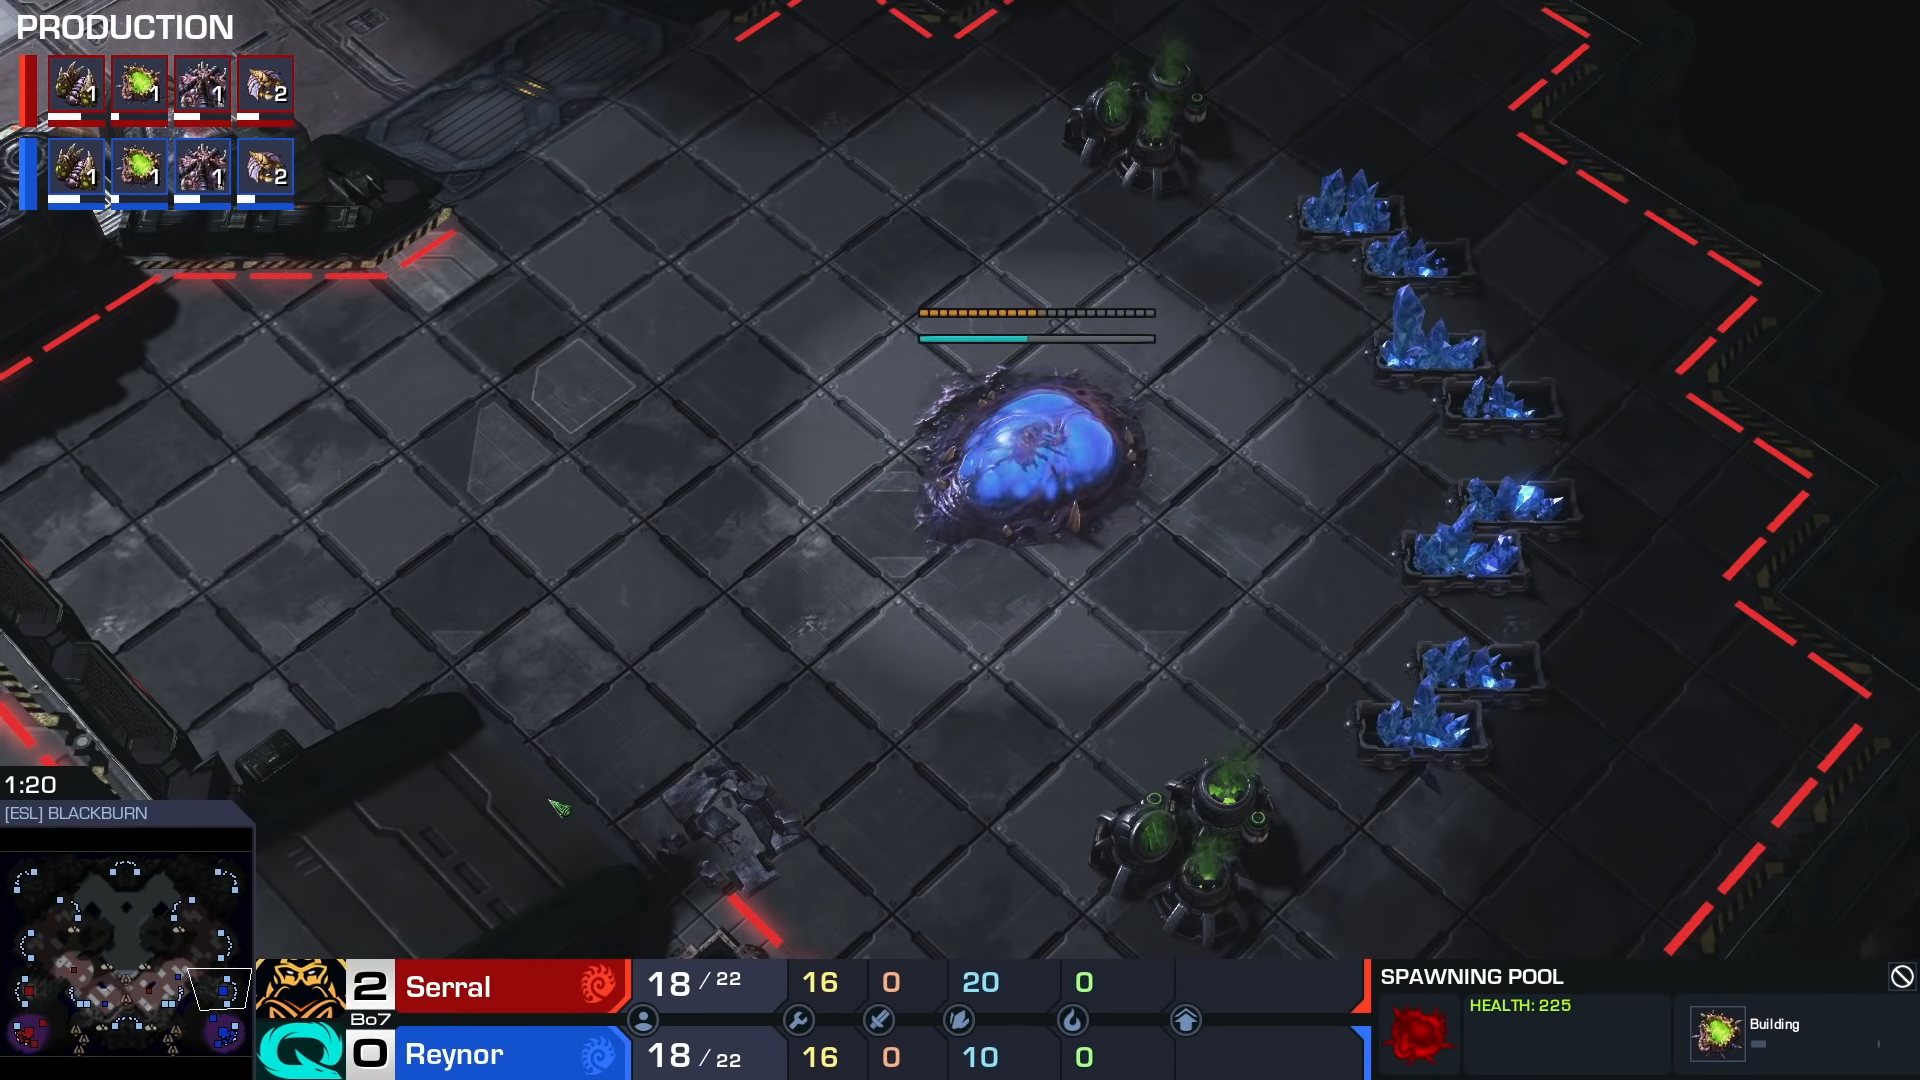 PRODUCTION
1 1 1 2
1 1 1 2
1:20
[ESL] BLACKBURN
2 Serral 18 / 22 16 0 20 0
Bo7
0 Reynor 18 / 22 16 0 10 0
SPAWNING POOL
HEALTH: 225
Building